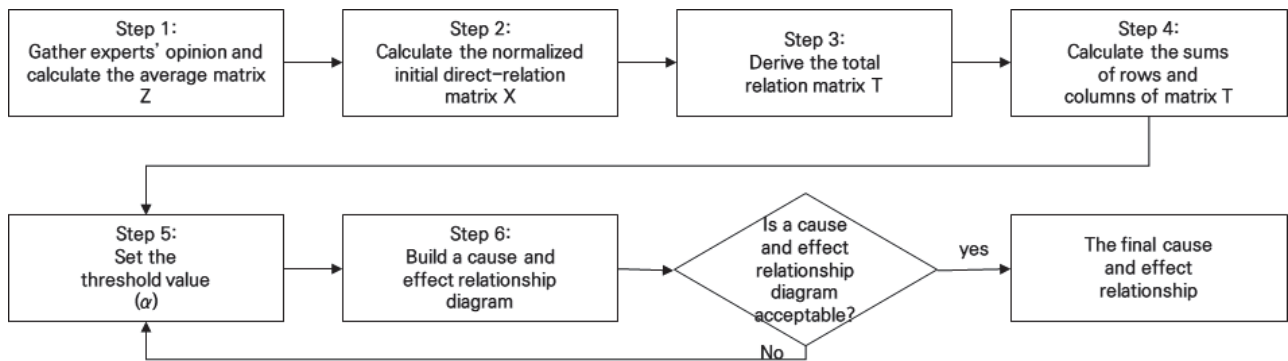 Step 1:
Gather experts’ opinion and
calculate the average matrix
Z
Step 2:
Calculate the normalized
initial direct-relation
matrix X
Step 3:
Derive the total
relation matrix T
Step 4:
Calculate the sums
of rows and
columns of matrix T
Step 5:
Set the
threshold value
(α)
Step 6:
Build a cause and
effect relationship
diagram
Is a cause
and effect
relationship
diagram
acceptable?
yes
The final cause
and effect
relationship
No